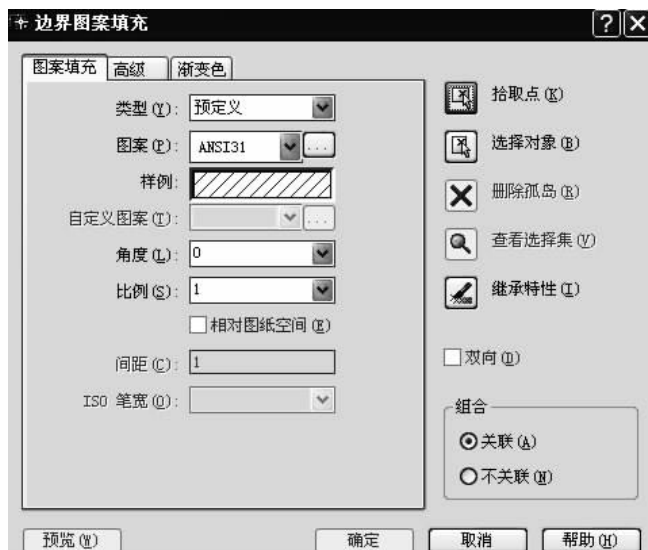 边界图案填充
图案填充 高级 渐变色
类型(Y): 预定义
图案(P): ANSI31 ...
样例:
自定义图案(T): ...
角度(L): 0
比例(S): 1
相对图纸空间(E)
间距(C): 1
ISO 笔宽(O):
拾取点(K)
选择对象(B)
删除孤岛(R)
查看选择集(V)
继承特性(I)
双向(D)
组合
关联(A)
不关联(N)
预览(W) 确定 取消 帮助(H)